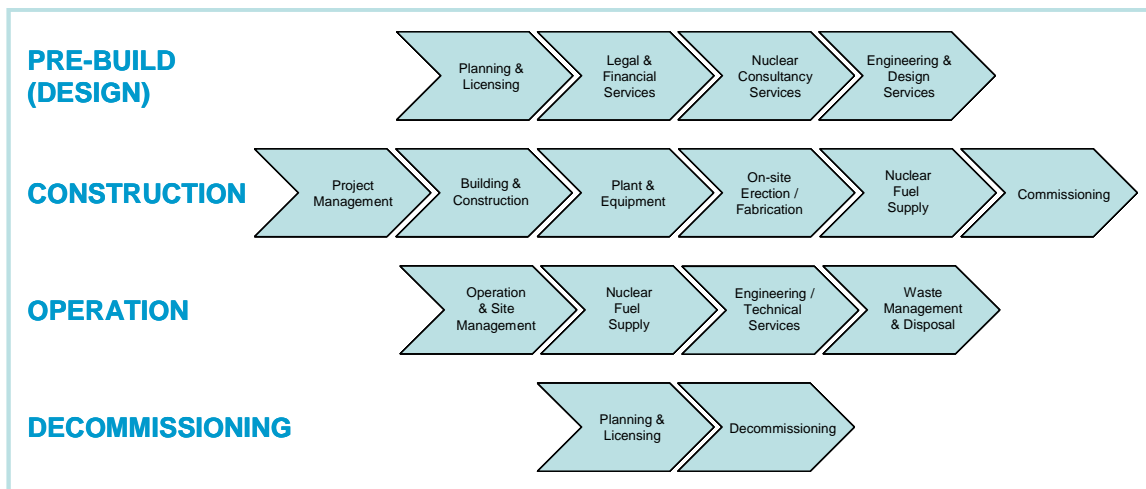 PRE-BUILD
(DESIGN)
Planning &
Licensing
Legal &
Financial
Services
Nuclear
Consultancy
Services
Engineering &
Design
Services
CONSTRUCTION
Project
Management
Building &
Construction
Plant &
Equipment
On-site
Erection /
Fabrication
Nuclear
Fuel
Supply
Commissioning
OPERATION
Operation
& Site
Management
Nuclear
Fuel
Supply
Engineering /
Technical
Services
Waste
Management
& Disposal
DECOMMISSIONING
Planning &
Licensing
Decommissioning